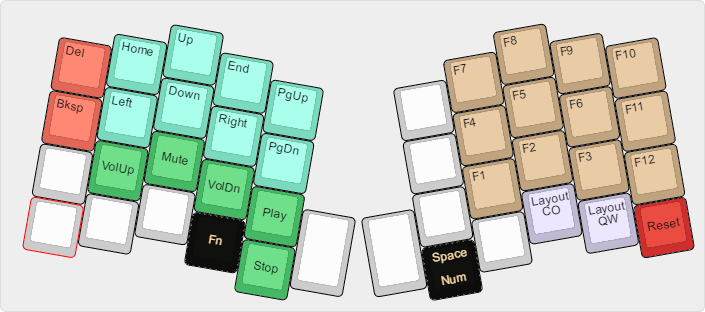 Del
Home
Up
End
PgUp
Bksp
Left
Down
Right
PgDn
VolUp
Mute
VolDn
Play
Fn
Stop
F7
F8
F9
F10
F4
F5
F6
F11
F1
F2
F3
F12
Layout
CO
Layout
QW
Reset
Space
Num